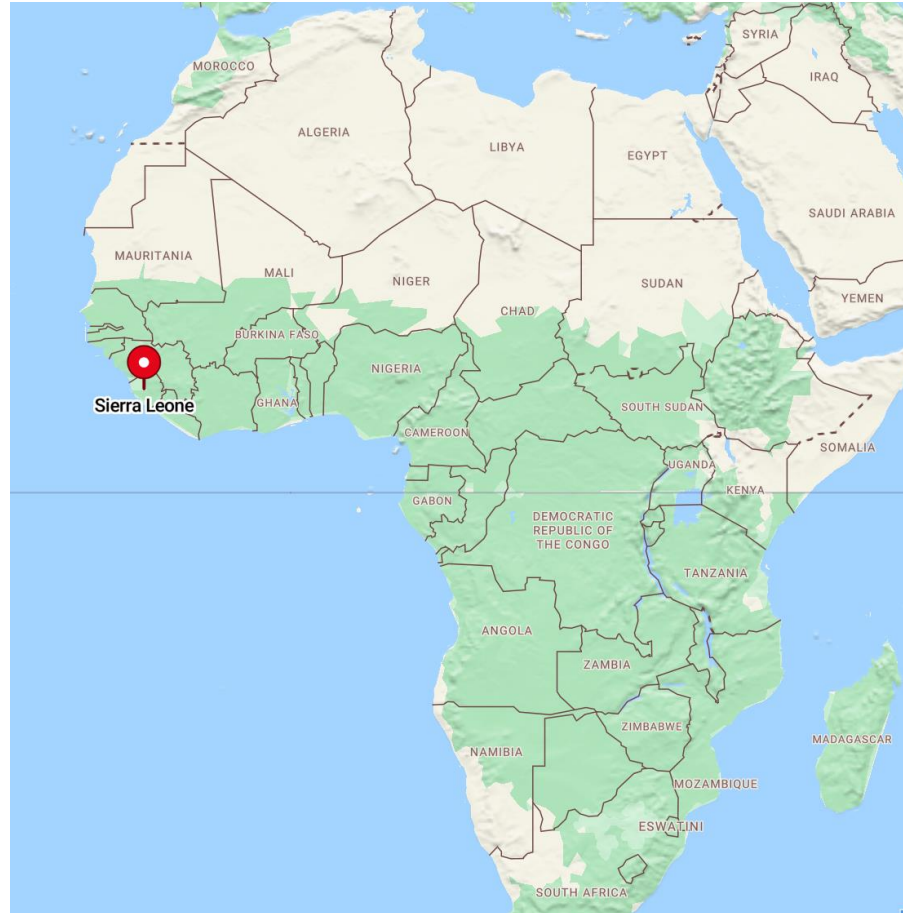 SYRIA
MOROCCO
IRAQ
ALGERIA
LIBYA
EGYPT
SAUDI ARABIA
MAURITANIA
MALI
NIGER
SUDAN
CHAD
YEMEN
BURKINA FASO
NIGERIA
Sierra Leone
GHANA
SOUTH SUDAN
CAMEROON
SOMALIA
UGANDA
KENYA
GABON
DEMOCRATIC
REPUBLIC OF
THE CONGO
TANZANIA
ANGOLA
ZAMBIA
ZIMBABWE
MADAGASCAR
NAMIBIA
MOZAMBIQUE
ESWATINI
SOUTH AFRICA